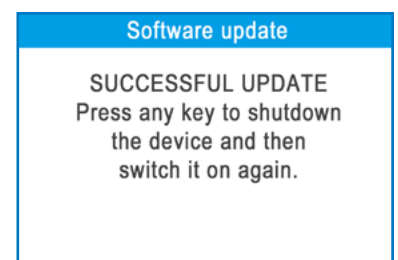 Software update
SUCCESSFUL UPDATE
Press any key to shutdown
the device and then
switch it on again.